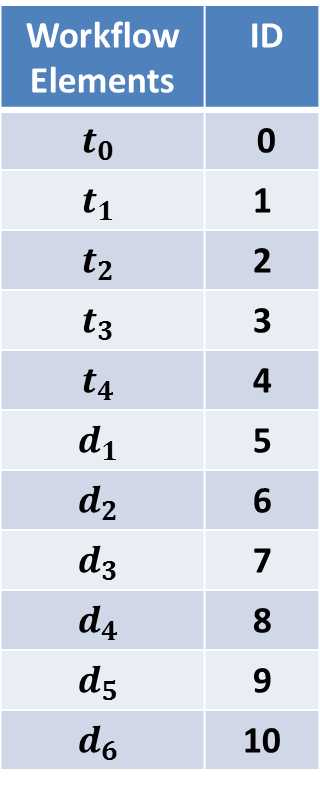 Workflow Elements ID
t₀ 0
t₁ 1
t₂ 2
t₃ 3
t₄ 4
d₁ 5
d₂ 6
d₃ 7
d₄ 8
d₅ 9
d₆ 10